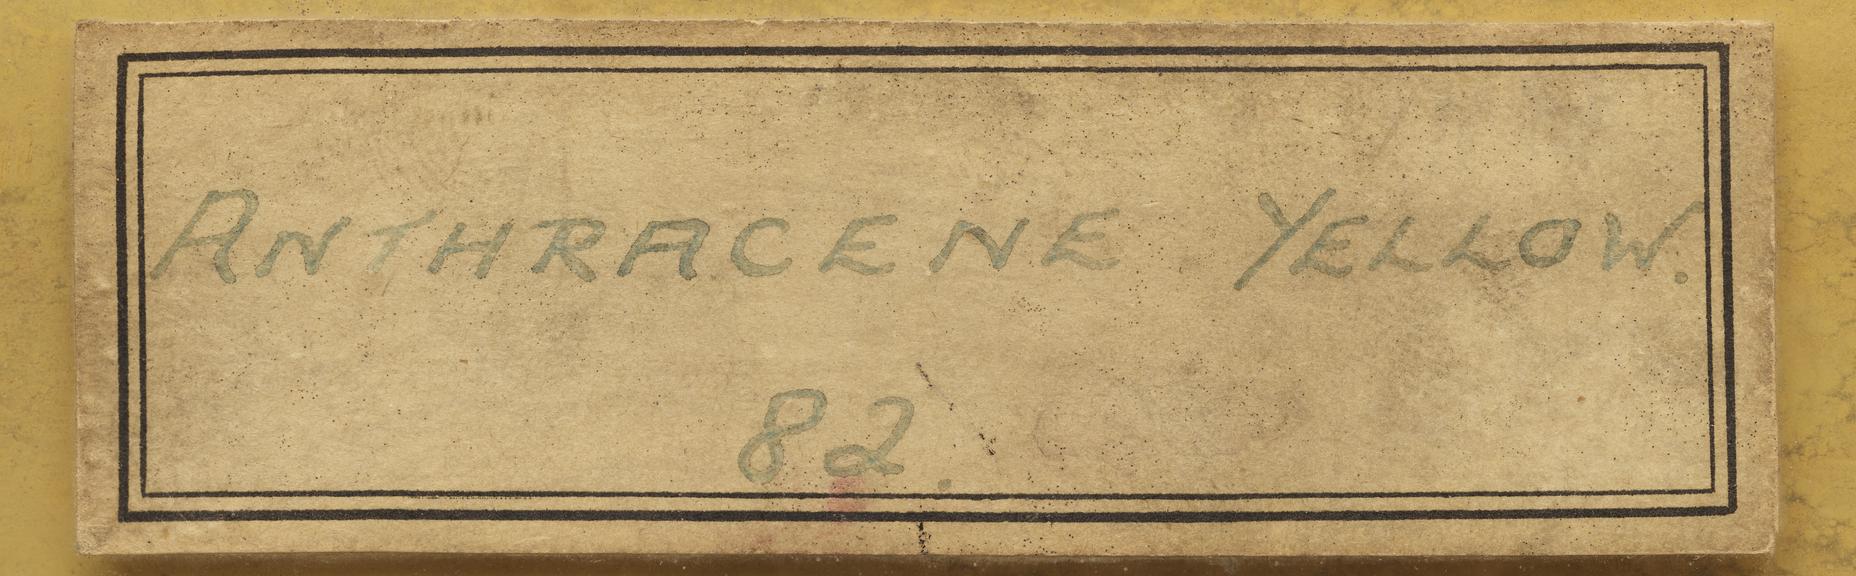 ANTHRACENE YELLOW.
82.